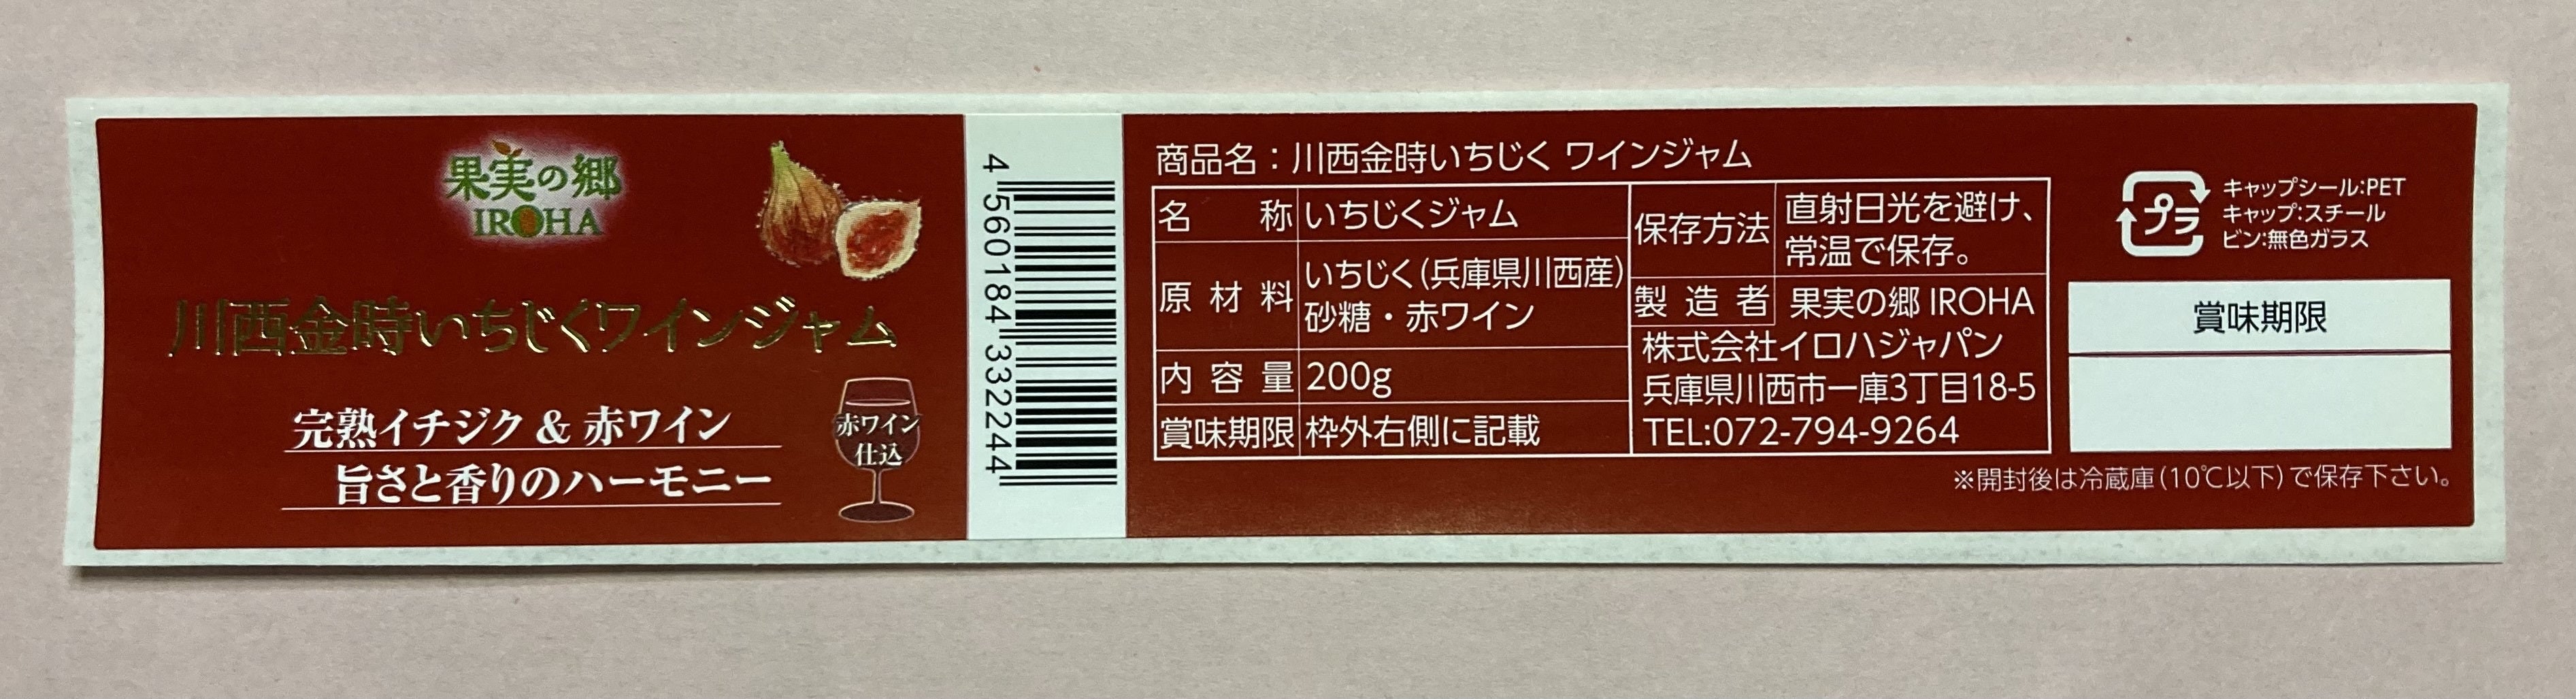 果実の郷
IROHA
川西金時いちじくワインジャム
完熟イチジク & 赤ワイン
旨さと香りのハーモニー
赤ワイン
仕込
4 560184 332244
商品名：川西金時いちじく ワインジャム
名 称 いちじくジャム
原 材 料 いちじく(兵庫県川西産)
砂糖・赤ワイン
内 容 量 200g
賞味期限 枠外右側に記載
保存方法 直射日光を避け、
常温で保存。
製 造 者 果実の郷 IROHA
株式会社イロハジャパン
兵庫県川西市一庫3丁目18-5
TEL:072-794-9264
プラ
キャップシール:PET
キャップ:スチール
ビン:無色ガラス
賞味期限
※開封後は冷蔵庫(10℃以下)で保存下さい。